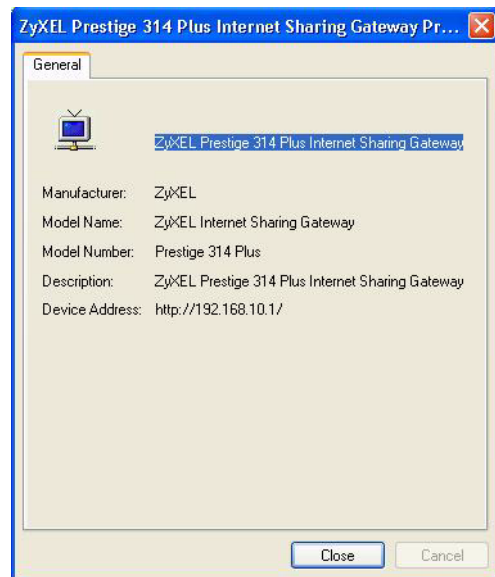 ZyXEL Prestige 314 Plus Internet Sharing Gateway Pr...
General
ZyXEL Prestige 314 Plus Internet Sharing Gateway
Manufacturer: ZyXEL
Model Name: ZyXEL Internet Sharing Gateway
Model Number: Prestige 314 Plus
Description: ZyXEL Prestige 314 Plus Internet Sharing Gateway
Device Address: http://192.168.10.1/
Close Cancel